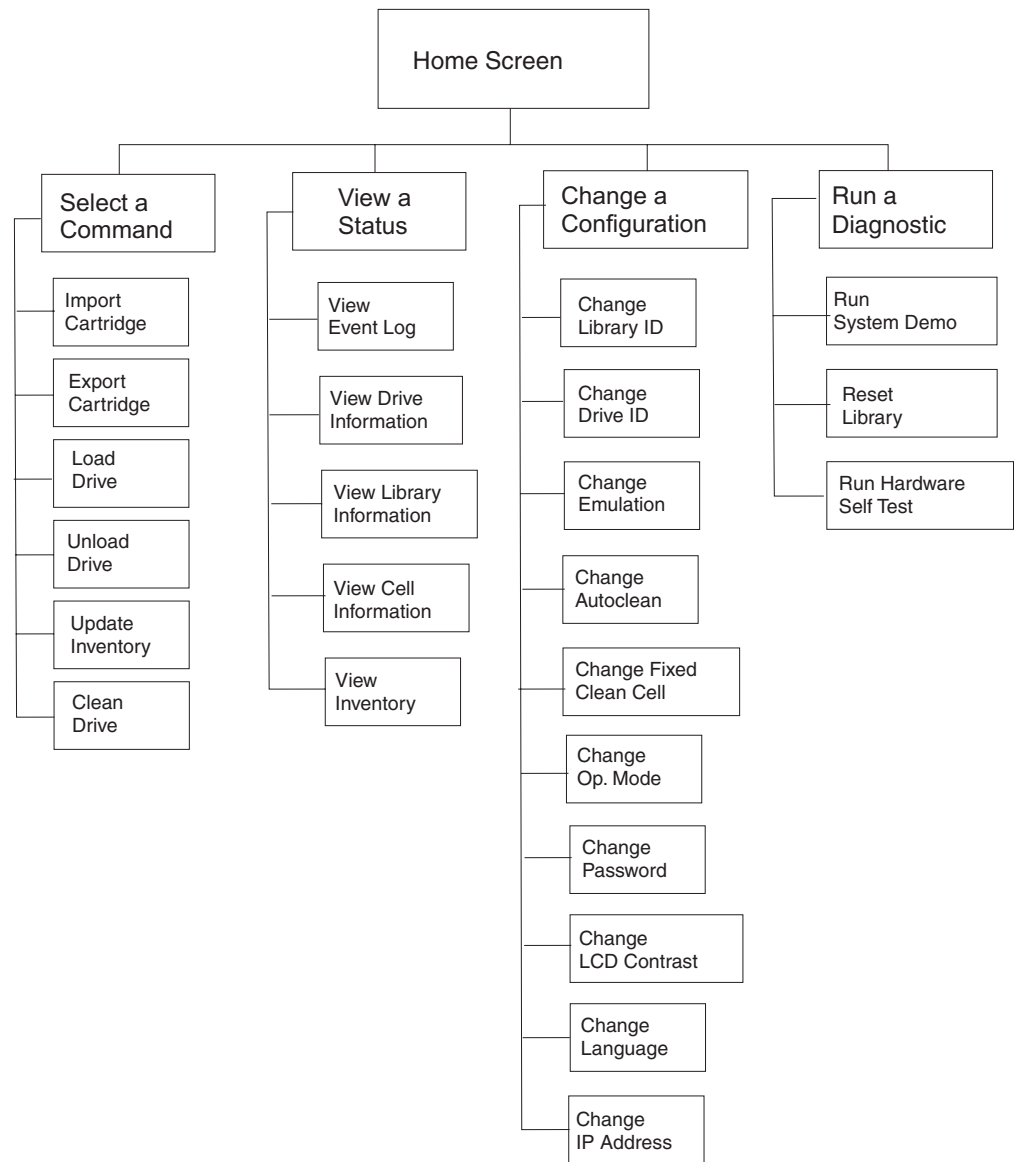 Home Screen
Select a
Command
Import
Cartridge
Export
Cartridge
Load
Drive
Unload
Drive
Update
Inventory
Clean
Drive
View a
Status
View
Event Log
View Drive
Information
View Library
Information
View Cell
Information
View
Inventory
Change a
Configuration
Change
Library ID
Change
Drive ID
Change
Emulation
Change
Autoclean
Change Fixed
Clean Cell
Change
Op. Mode
Change
Password
Change
LCD Contrast
Change
Language
Change
IP Address
Run a
Diagnostic
Run
System Demo
Reset
Library
Run Hardware
Self Test